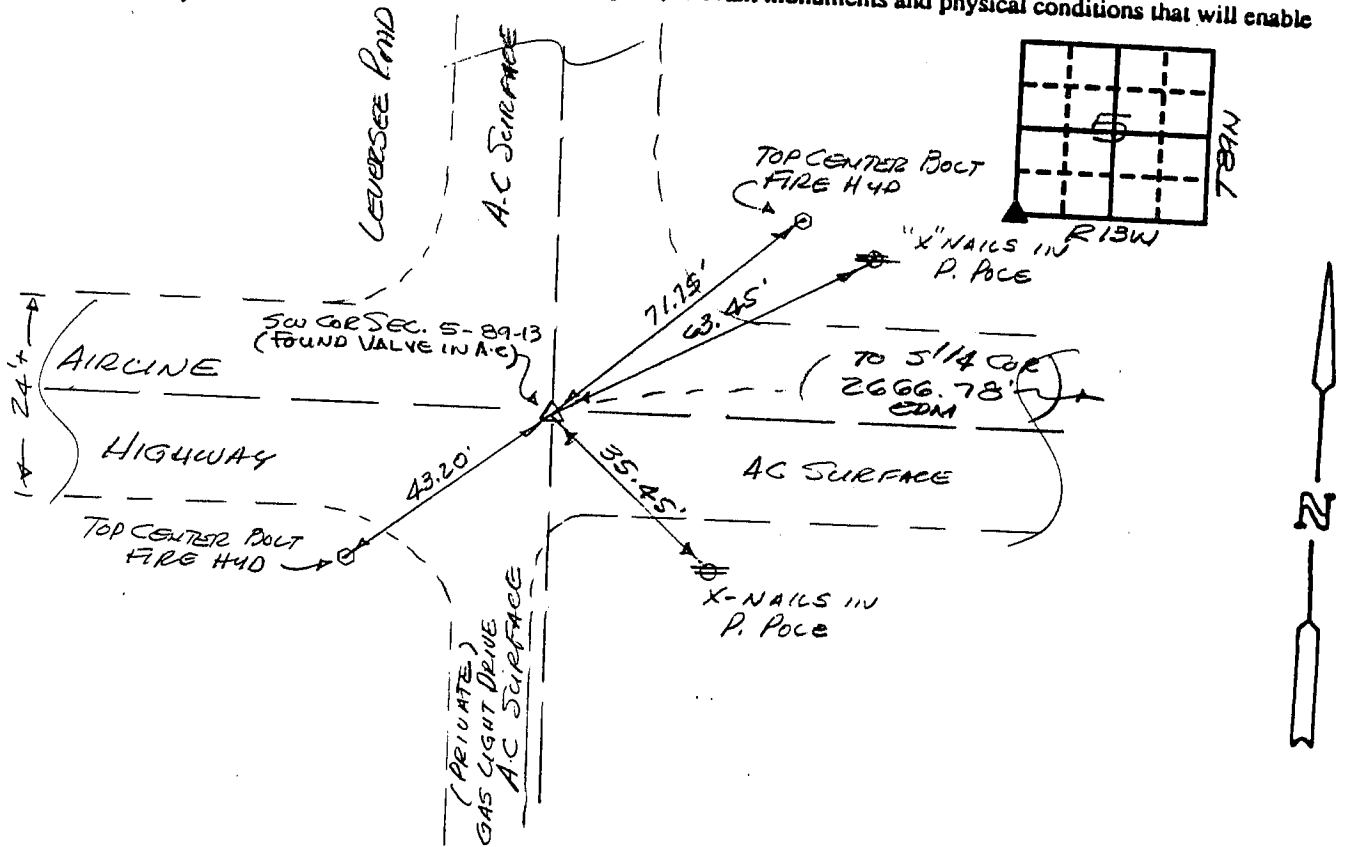 monuments and physical conditions that will enable
LEVERSEE ROAD
A.C SURFACE
TOP CENTER BOLT
FIRE HYD
"X" NAILS IN
P. POLE
5
T89N
R13W
71.75'
63.45'
SW COR SEC. 5-89-13
(FOUND VALVE IN A.C)
24'±
AIRLINE
HIGHWAY
TO S 1/4 COR
2666.78'
EDM
AC SURFACE
43.20'
35.45'
TOP CENTER BOLT
FIRE HYD
X-NAILS IN
P. POLE
(PRIVATE)
GAS LIGHT DRIVE
A.C SURFACE
N